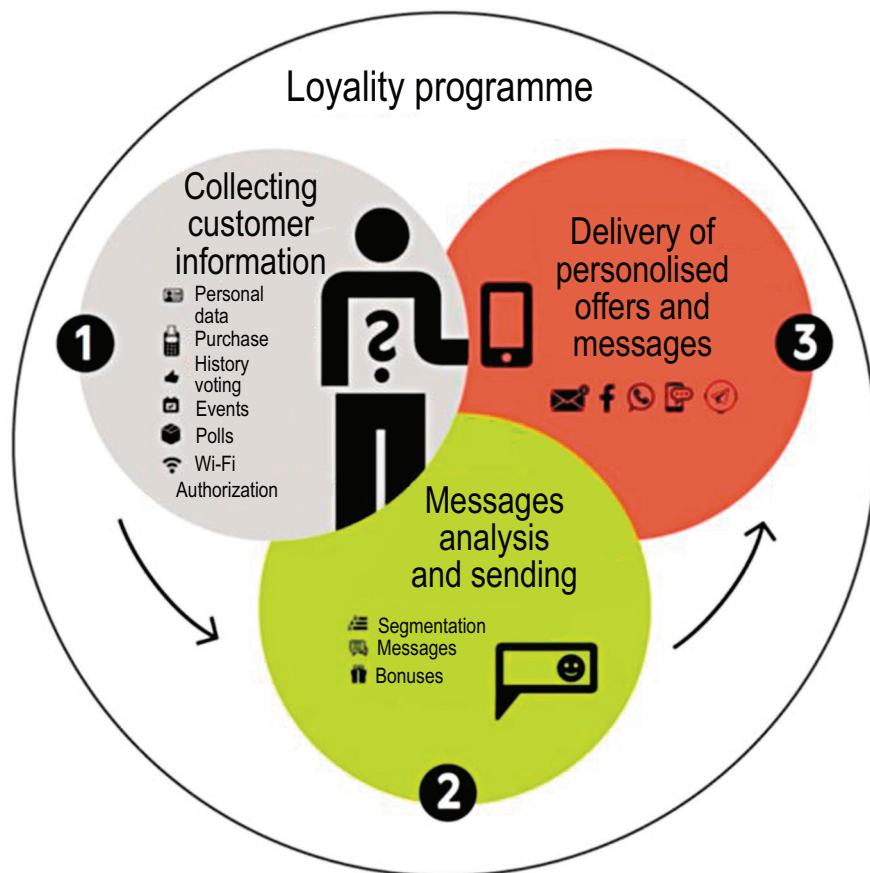 Loyality programme
Collecting
customer
information
Personal
data
Purchase
History
voting
Events
Polls
Wi-Fi
Authorization
1
?
Messages
analysis
and sending
Segmentation
Messages
Bonuses
2
Delivery of
personolised
offers and
messages
3